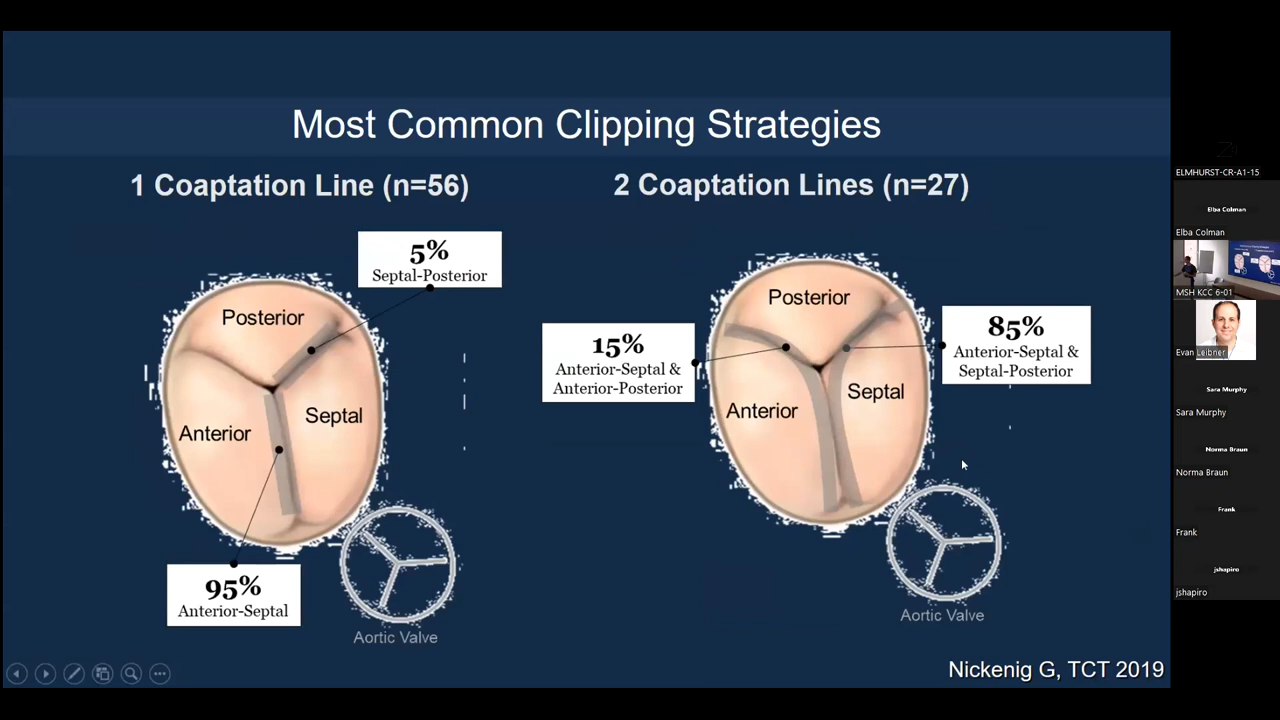 Most Common Clipping Strategies
1 Coaptation Line (n=56)
2 Coaptation Lines (n=27)
5%
Septal-Posterior
Posterior
Anterior
Septal
95%
Anterior-Septal
Aortic Valve
15%
Anterior-Septal &
Anterior-Posterior
Posterior
85%
Anterior-Septal &
Septal-Posterior
Anterior
Septal
Aortic Valve
Nickenig G, TCT 2019
ELMHURST-CR-A1-15
Elba Colman
Elba Colman
MSH KCC 6-01
Evan Leibner
Sara Murphy
Sara Murphy
Norma Braun
Norma Braun
Frank
Frank
jshapiro
jshapiro